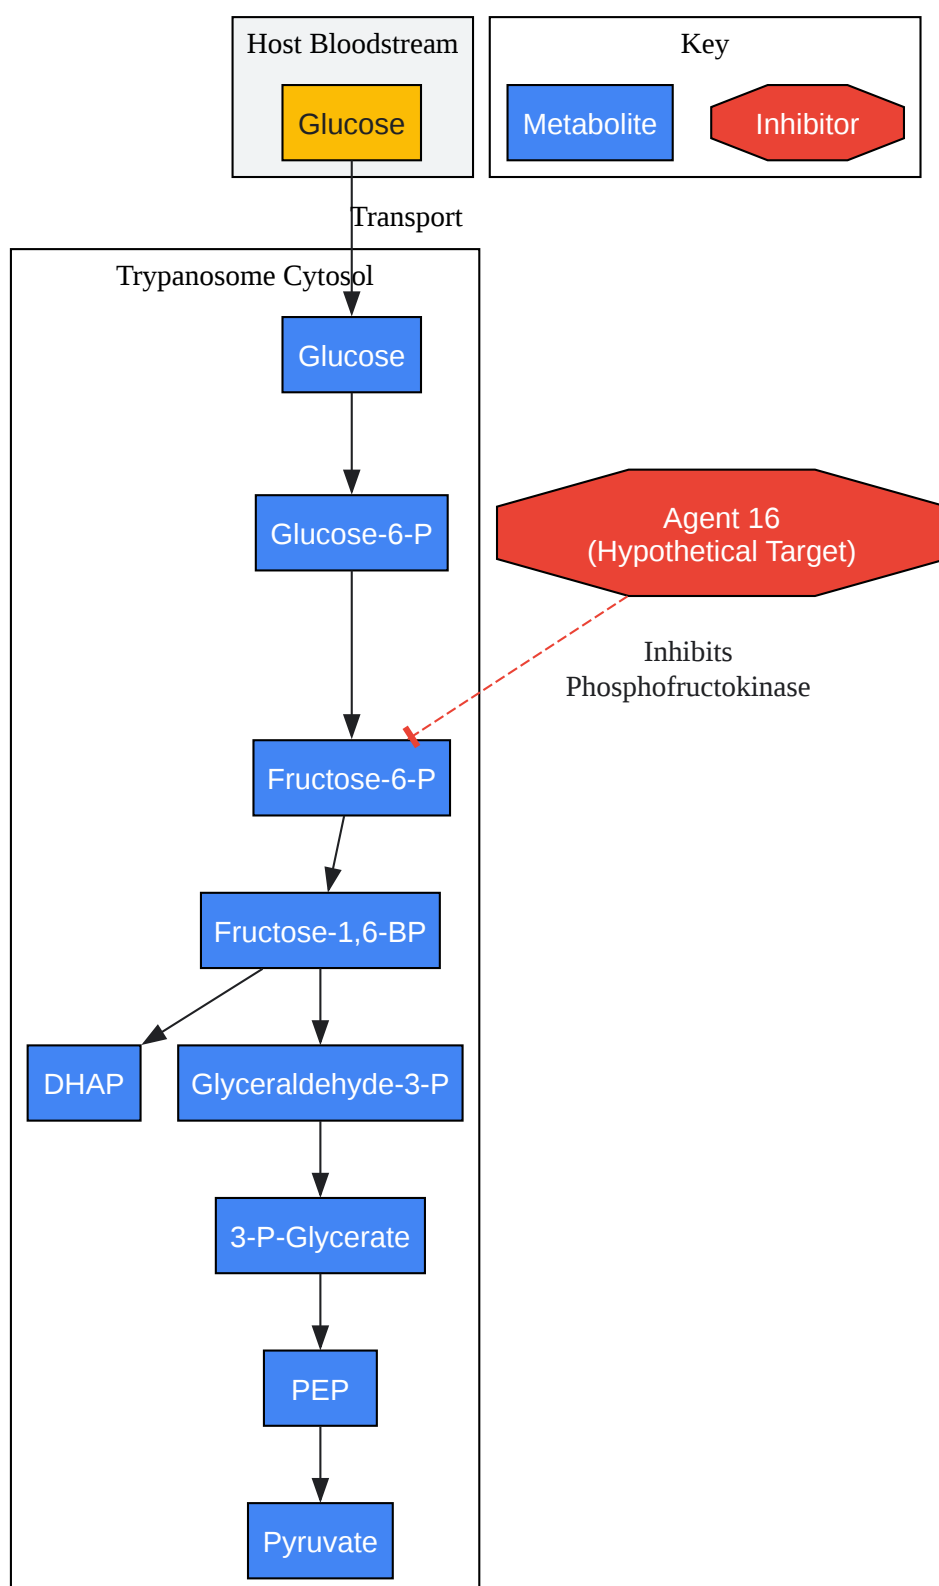 Host Bloodstream
Glucose
Key
Metabolite
Inhibitor
Transport
Trypanosome Cytosol
Glucose
Glucose-6-P
Agent 16
(Hypothetical Target)
Inhibits
Phosphofructokinase
Fructose-6-P
Fructose-1,6-BP
DHAP
Glyceraldehyde-3-P
3-P-Glycerate
PEP
Pyruvate